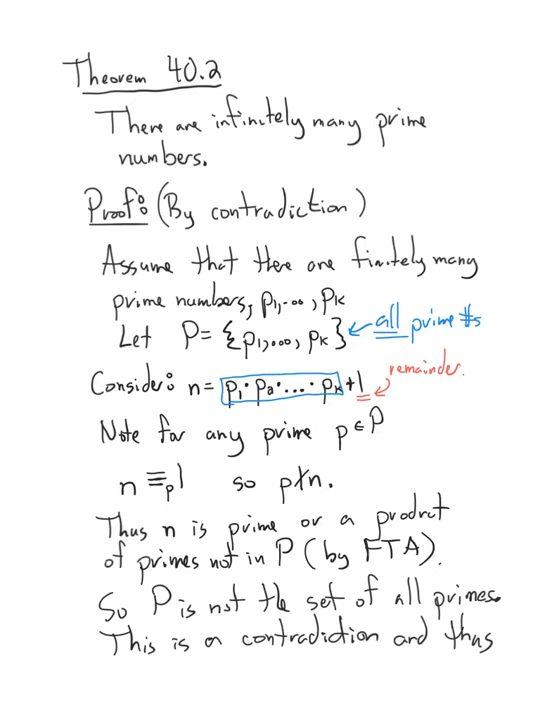 Theorem 40.2
There are infinitely many prime
numbers.
Proof: (By contradiction)
Assume that there are finitely many
prime numbers, p₁,..., pₖ
Let P = {p₁,..., pₖ} ← all prime #s
Consider: n = p₁·p₂·...·pₖ+1 ← remainder.
Note for any prime p ∈ P
n ≡ₚ 1 so p∤n.
Thus n is prime or a product
of primes not in P (by FTA).
So P is not the set of all primes.
This is a contradiction and thus